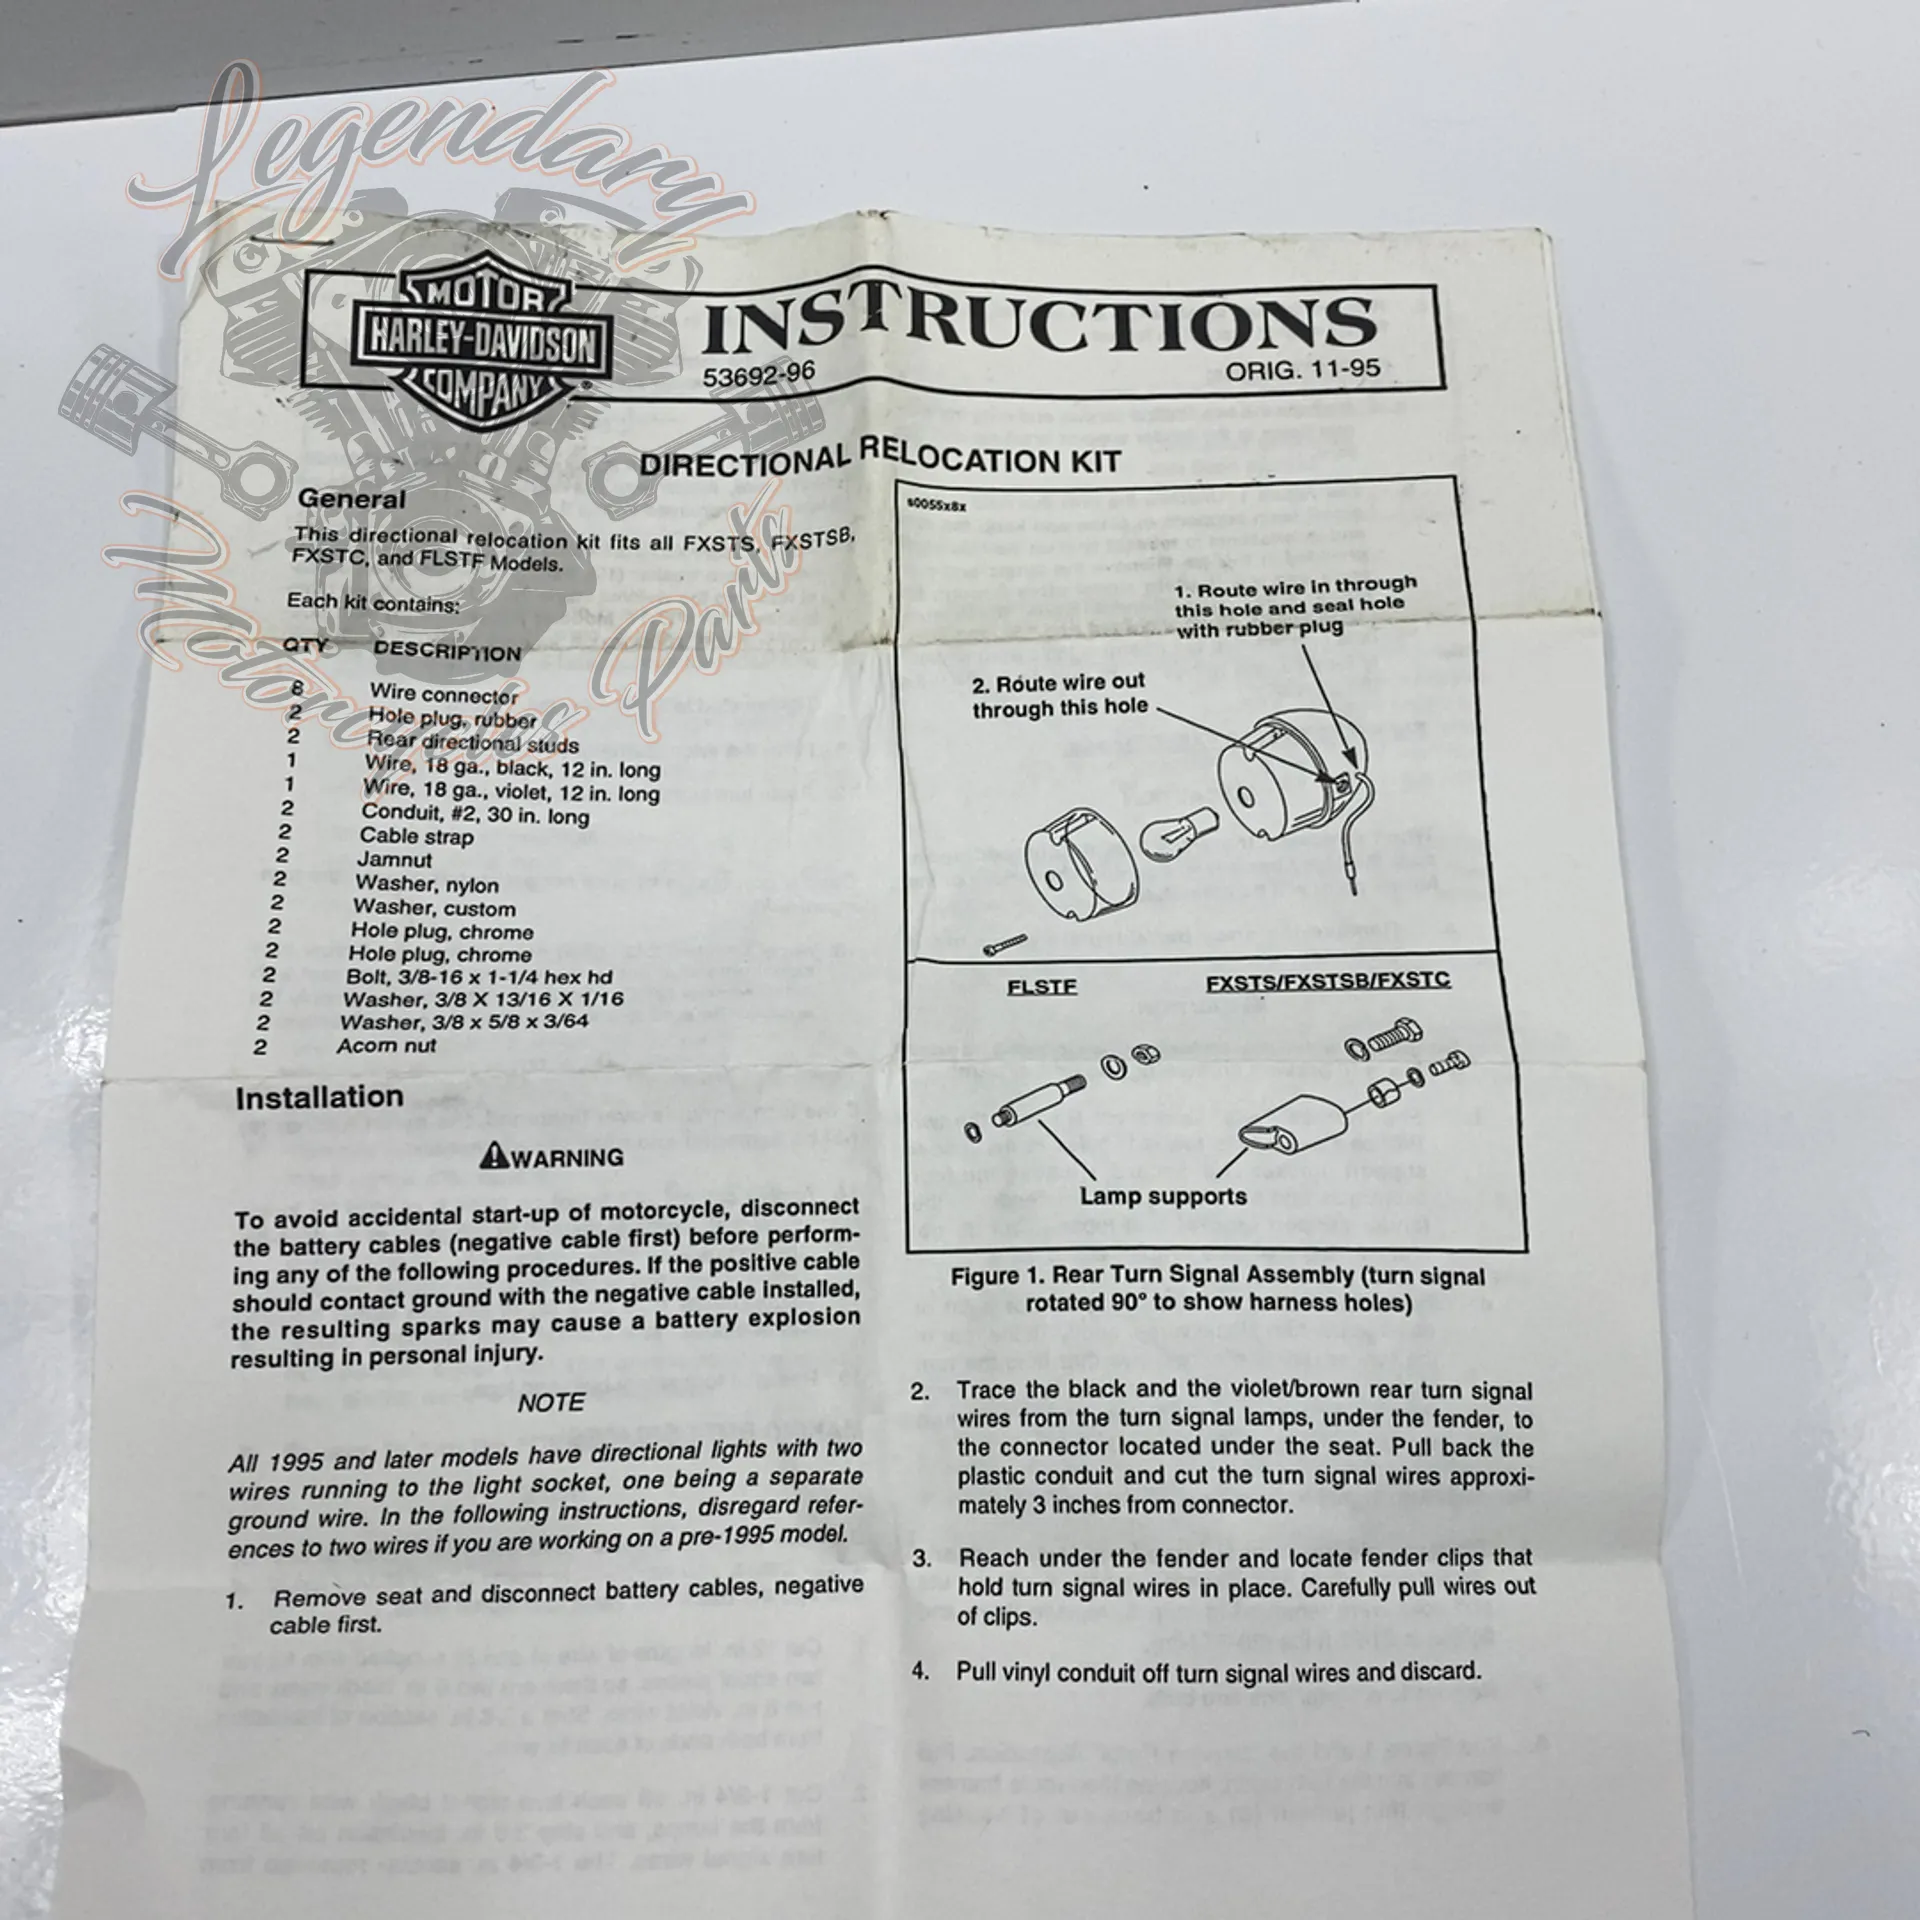 Legendary
Motorcycles Parts
MOTOR
HARLEY-DAVIDSON
COMPANY
®
INSTRUCTIONS
53692-96
ORIG. 11-95
DIRECTIONAL RELOCATION KIT
General
This directional relocation kit fits all FXSTS, FXSTSB,
FXSTC, and FLSTF Models.
Each kit contains:
QTY DESCRIPTION
8 Wire connector
2 Hole plug, rubber
2 Rear directional studs
1 Wire, 18 ga., black, 12 in. long
1 Wire, 18 ga., violet, 12 in. long
2 Conduit, #2, 30 in. long
2 Cable strap
2 Jamnut
2 Washer, nylon
2 Washer, custom
2 Hole plug, chrome
2 Hole plug, chrome
2 Bolt, 3/8-16 x 1-1/4 hex hd
2 Washer, 3/8 X 13/16 X 1/16
2 Washer, 3/8 x 5/8 x 3/64
2 Acorn nut
Installation
WARNING
To avoid accidental start-up of motorcycle, disconnect
the battery cables (negative cable first) before perform-
ing any of the following procedures. If the positive cable
should contact ground with the negative cable installed,
the resulting sparks may cause a battery explosion
resulting in personal injury.
NOTE
All 1995 and later models have directional lights with two
wires running to the light socket, one being a separate
ground wire. In the following instructions, disregard refer-
ences to two wires if you are working on a pre-1995 model.
1. Remove seat and disconnect battery cables, negative
cable first.
s0055x8x
1. Route wire in through
this hole and seal hole
with rubber plug
2. Route wire out
through this hole
FLSTF
FXSTS/FXSTSB/FXSTC
Lamp supports
Figure 1. Rear Turn Signal Assembly (turn signal
rotated 90° to show harness holes)
2. Trace the black and the violet/brown rear turn signal
wires from the turn signal lamps, under the fender, to
the connector located under the seat. Pull back the
plastic conduit and cut the turn signal wires approxi-
mately 3 inches from connector.
3. Reach under the fender and locate fender clips that
hold turn signal wires in place. Carefully pull wires out
of clips.
4. Pull vinyl conduit off turn signal wires and discard.